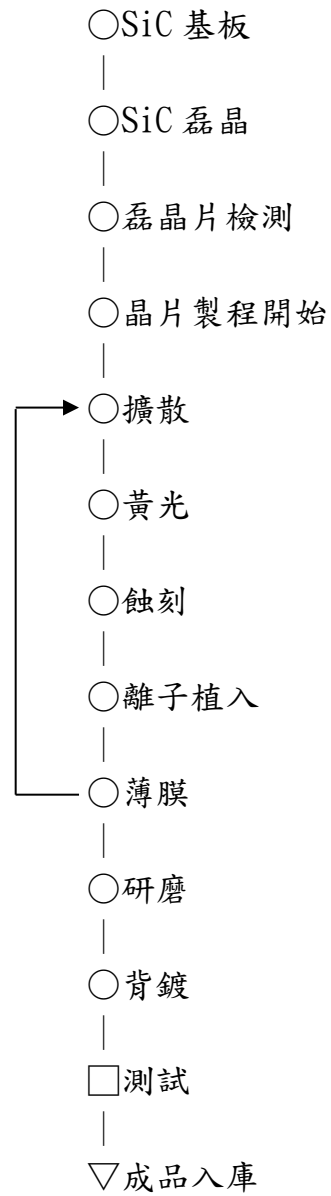 ○SiC 基板
○SiC 磊晶
○磊晶片檢測
○晶片製程開始
○擴散
○黃光
○蝕刻
○離子植入
○薄膜
○研磨
○背鍍
□測試
▽成品入庫